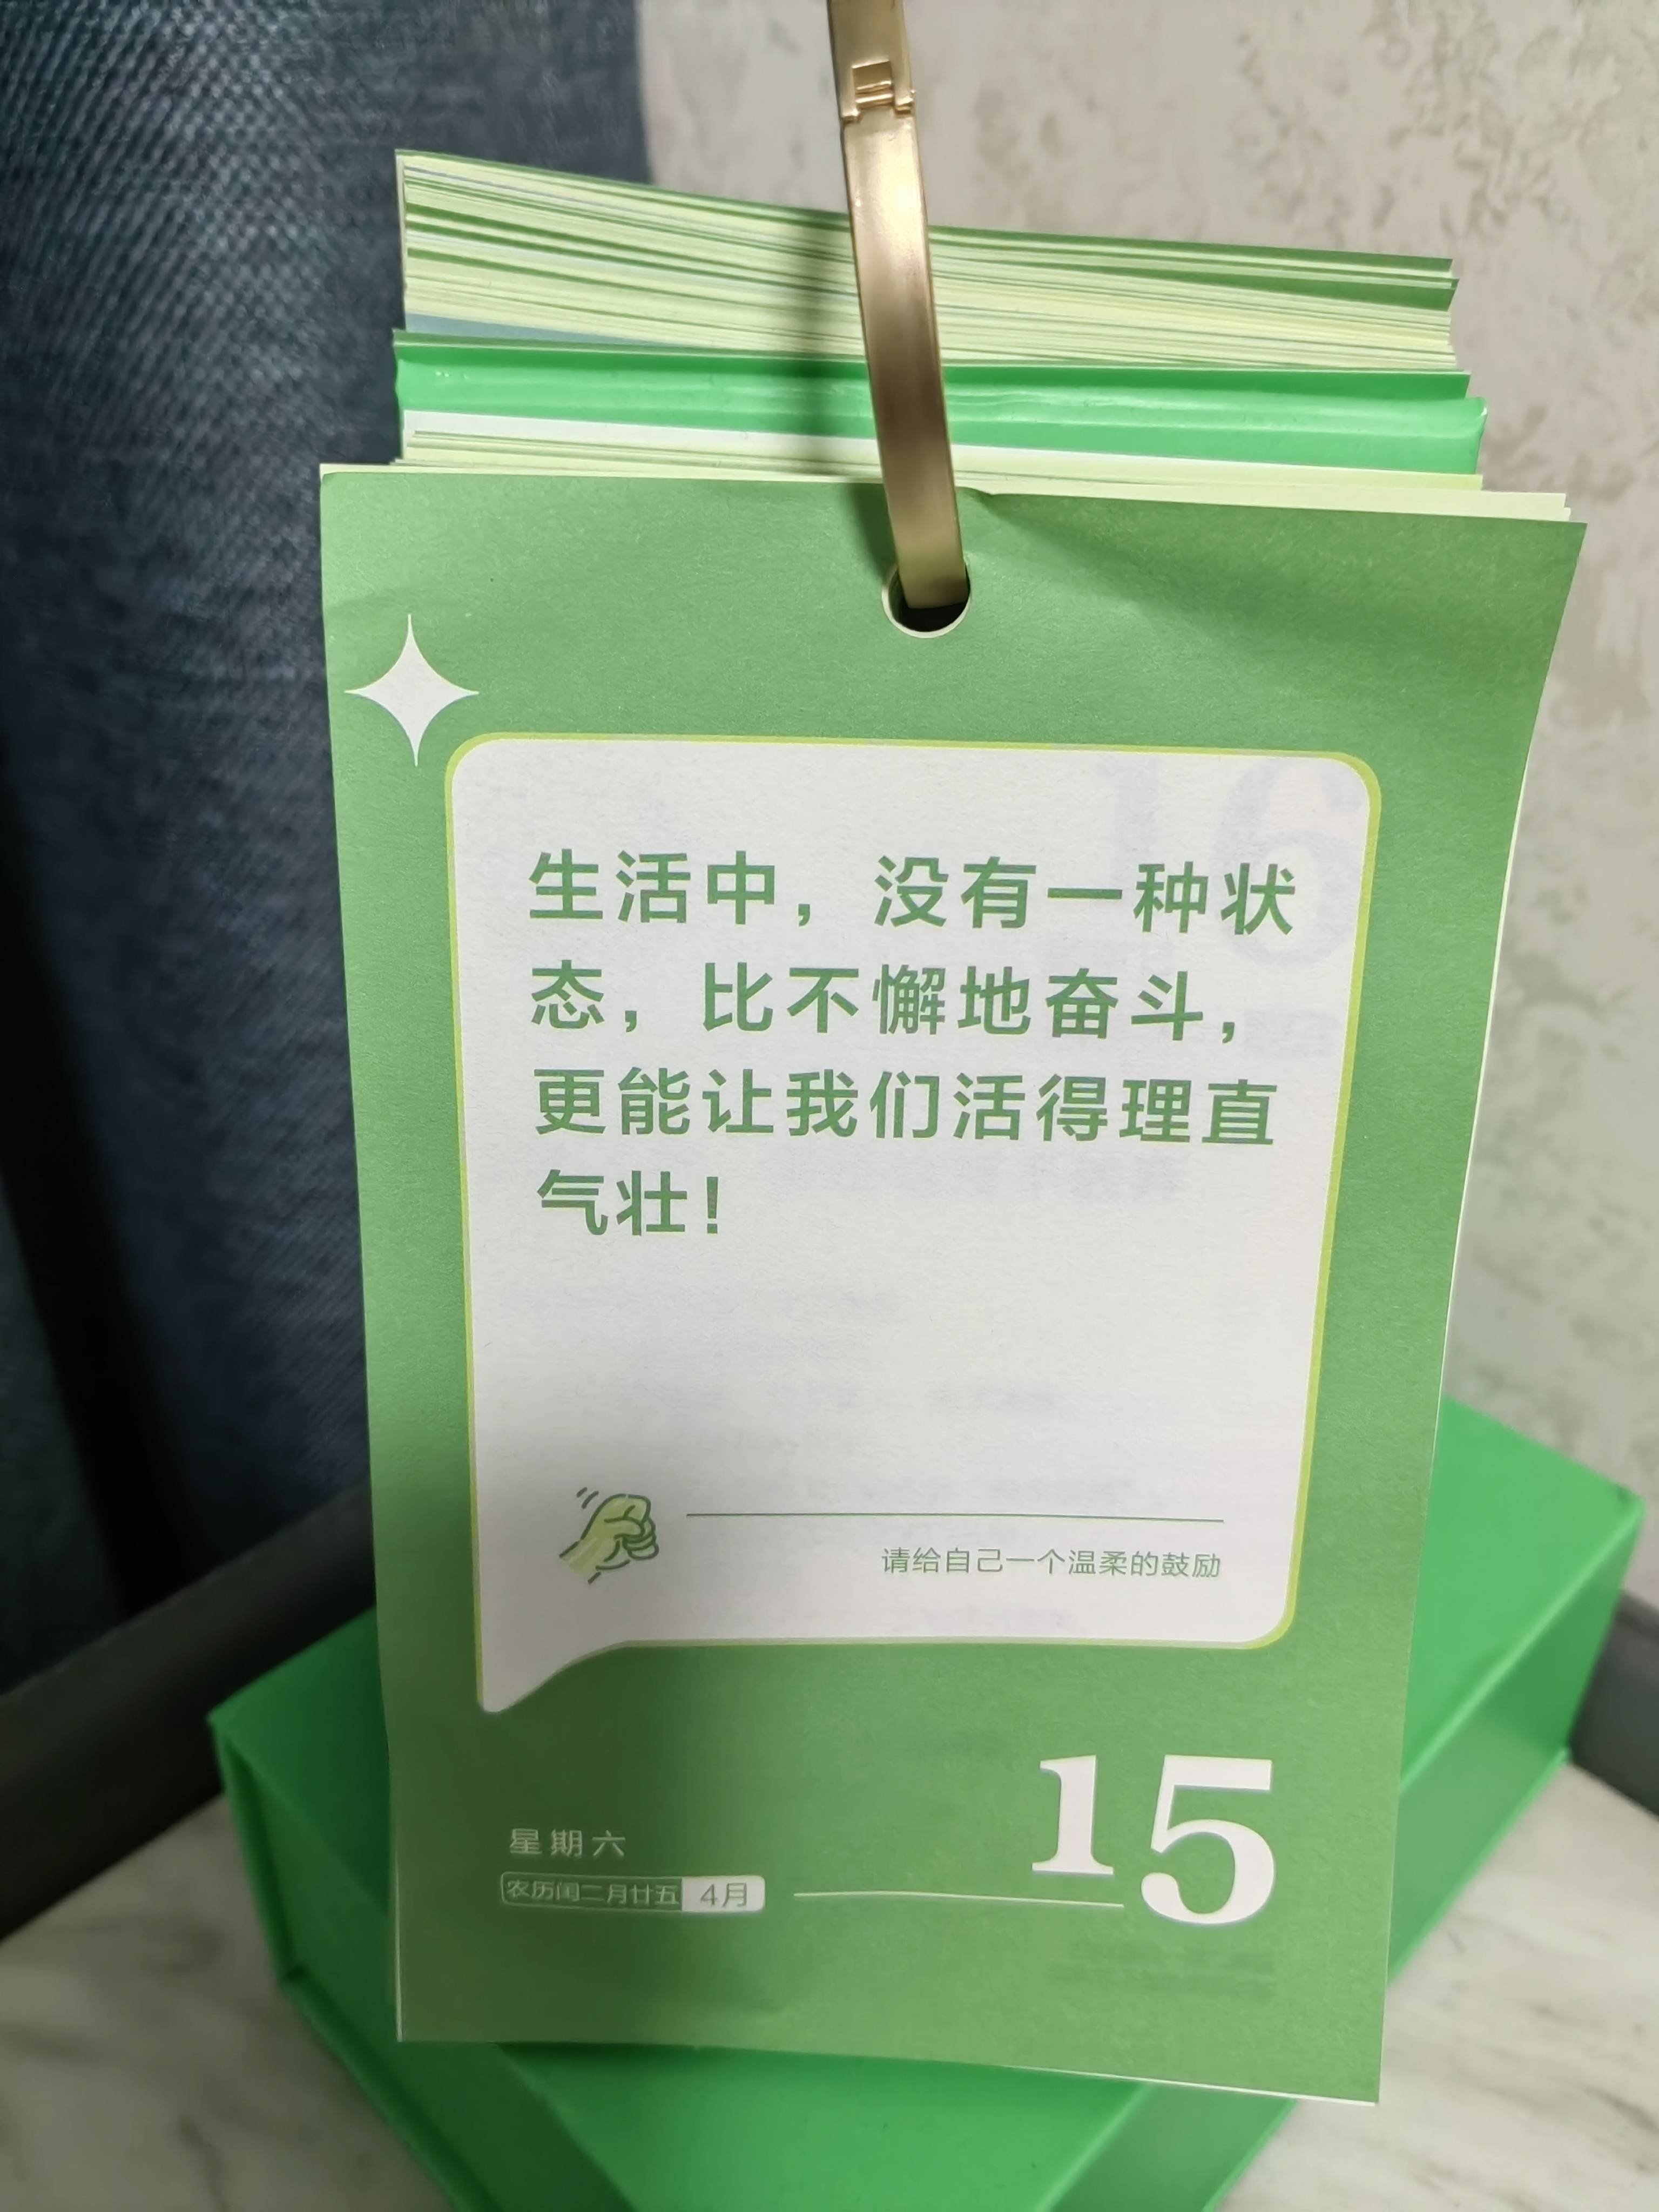 生活中，没有一种状
态，比不懈地奋斗，
更能让我们活得理直
气壮！
请给自己一个温柔的鼓励
15
星期六
农历闰二月廿五 4月